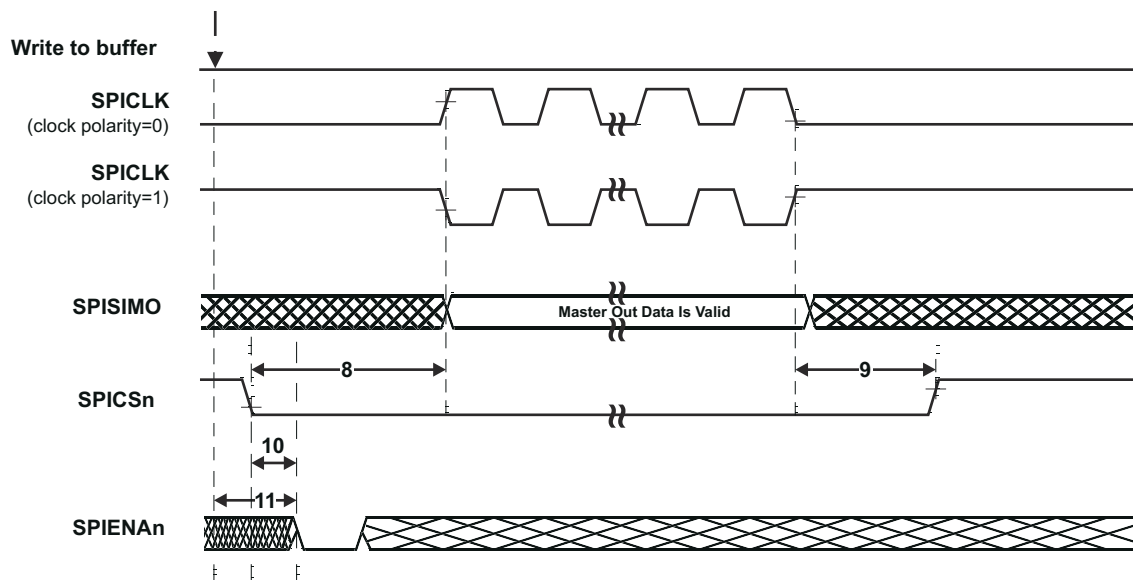 Write to buffer
SPICLK
(clock polarity=0)
SPICLK
(clock polarity=1)
SPISIMO
Master Out Data Is Valid
8
9
SPICSn
10
11
SPIENAn